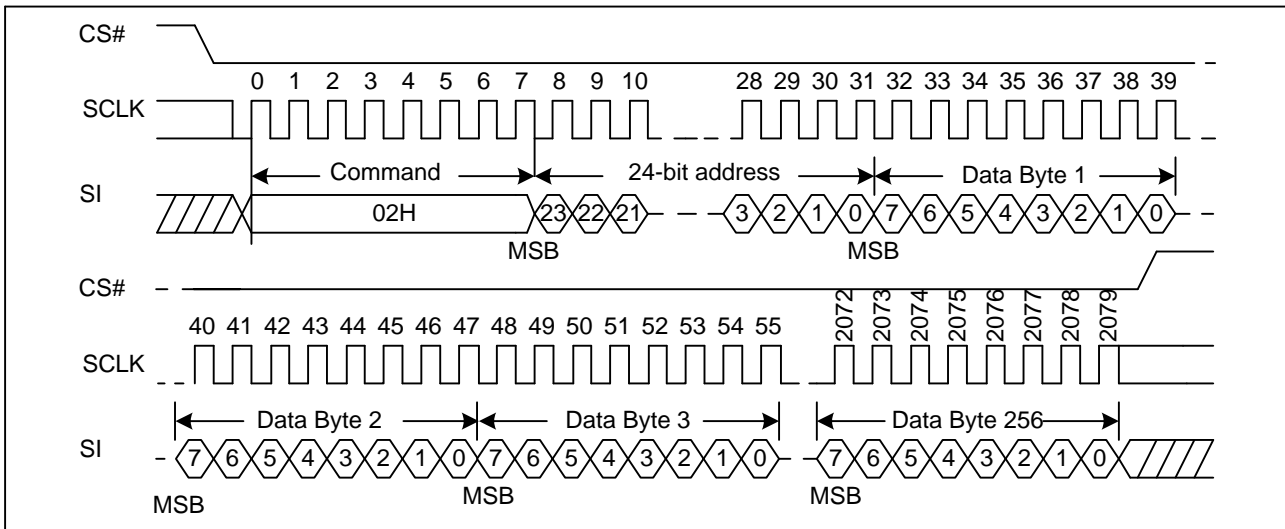 CS#
0 1 2 3 4 5 6 7 8 9 10 28 29 30 31 32 33 34 35 36 37 38 39
SCLK
Command 24-bit address Data Byte 1
SI
02H 23 22 21 3 2 1 0 7 6 5 4 3 2 1 0
MSB MSB
CS#
40 41 42 43 44 45 46 47 48 49 50 51 52 53 54 55 2072 2073 2074 2075 2076 2077 2078 2079
SCLK
Data Byte 2 Data Byte 3 Data Byte 256
SI
7 6 5 4 3 2 1 0 7 6 5 4 3 2 1 0 7 6 5 4 3 2 1 0
MSB MSB MSB